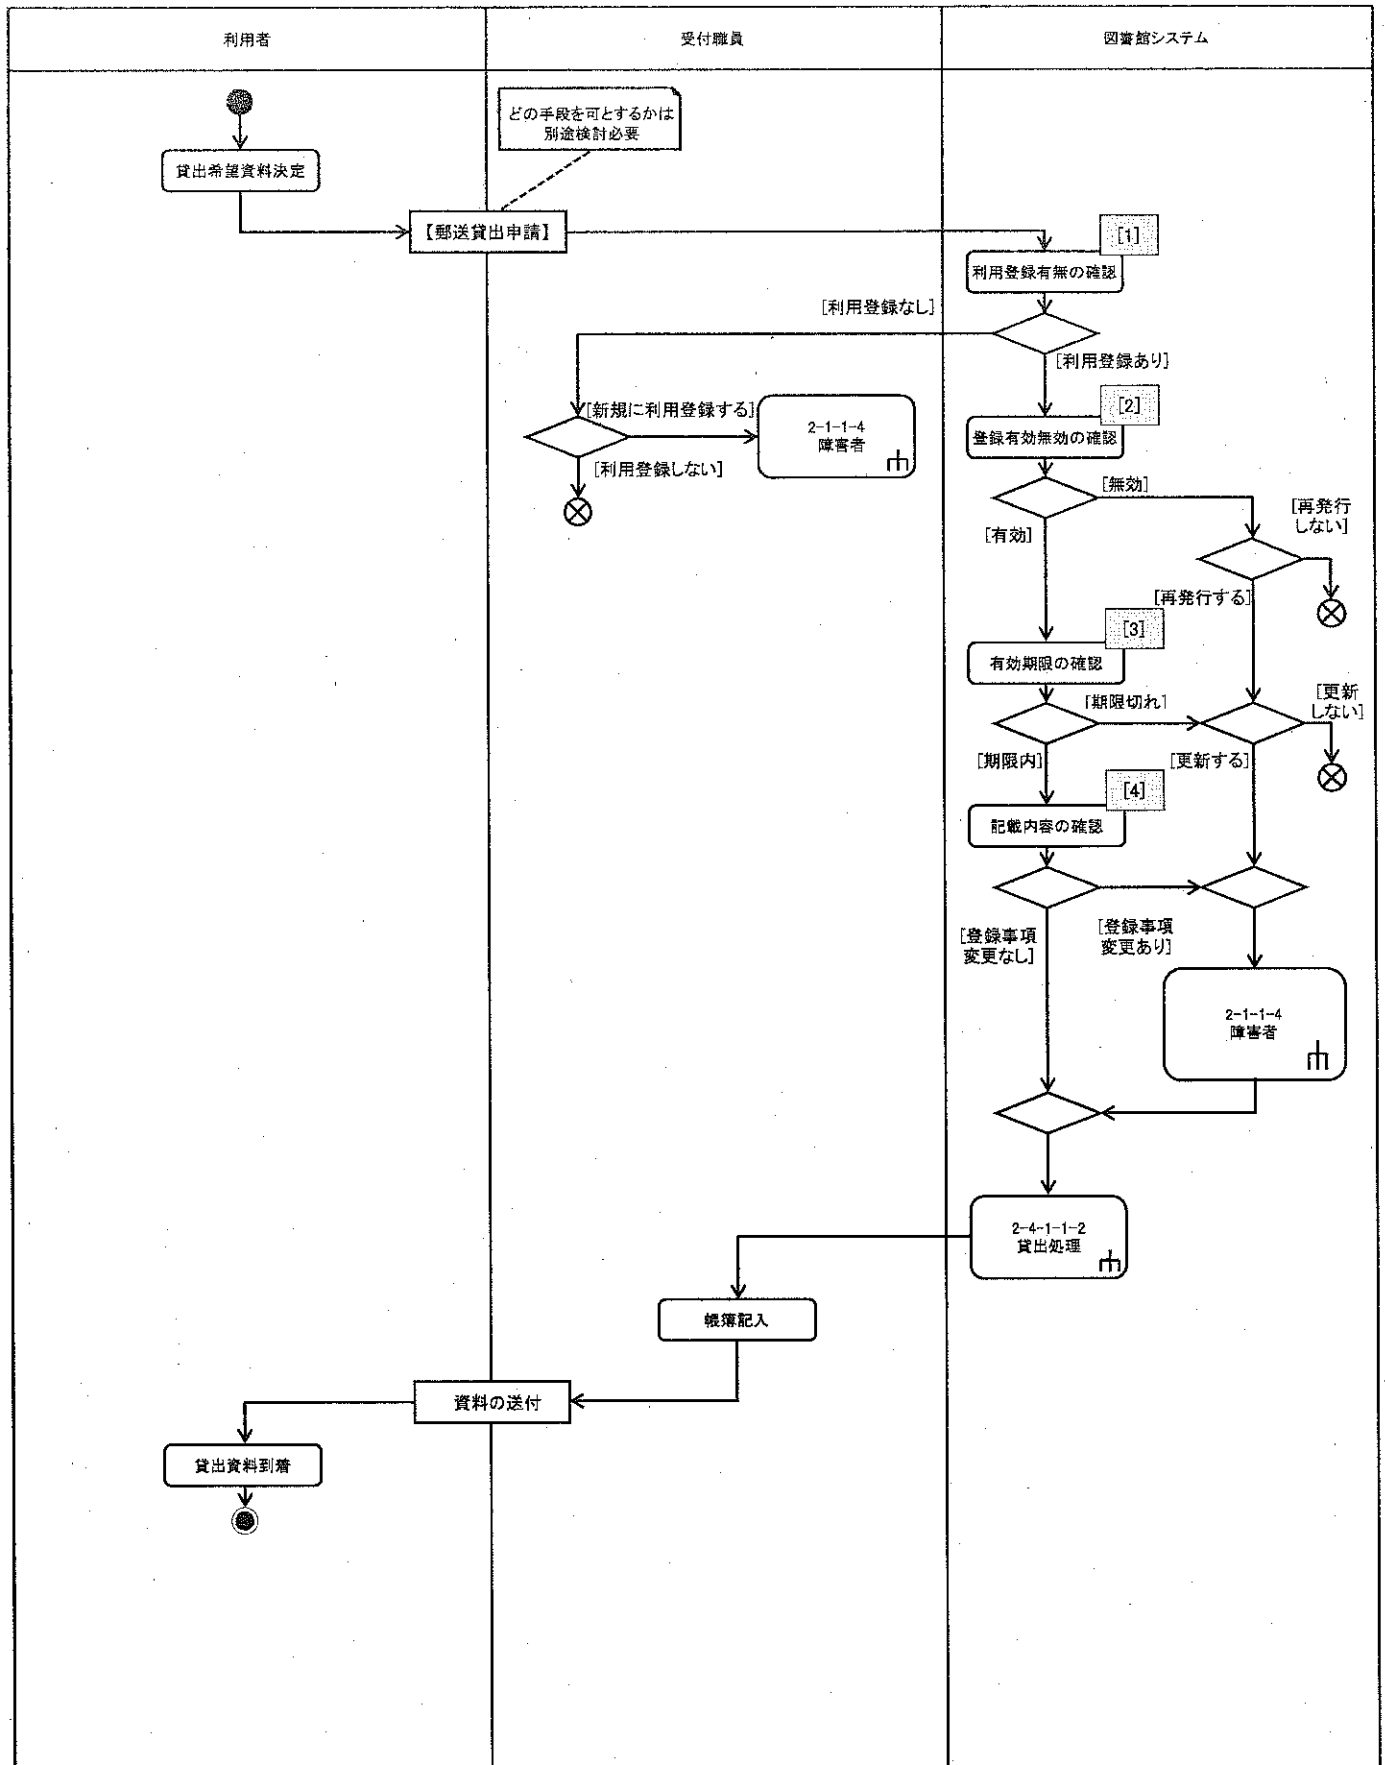 利用者
受付職員
図書館システム
どの手段を可とするかは
別途検討必要
貸出希望資料決定
【郵送貸出申請】
[1]
利用登録有無の確認
[利用登録なし]
[利用登録あり]
[新規に利用登録する]
2-1-1-4
障害者
[利用登録しない]
[2]
登録有効無効の確認
[無効]
[有効]
[再発行
しない]
[再発行する]
[3]
有効期限の確認
[期限切れ]
[更新
しない]
[期限内]
[更新する]
[4]
記載内容の確認
[登録事項
変更なし]
[登録事項
変更あり]
2-1-1-4
障害者
2-4-1-1-2
貸出処理
帳簿記入
資料の送付
貸出資料到着